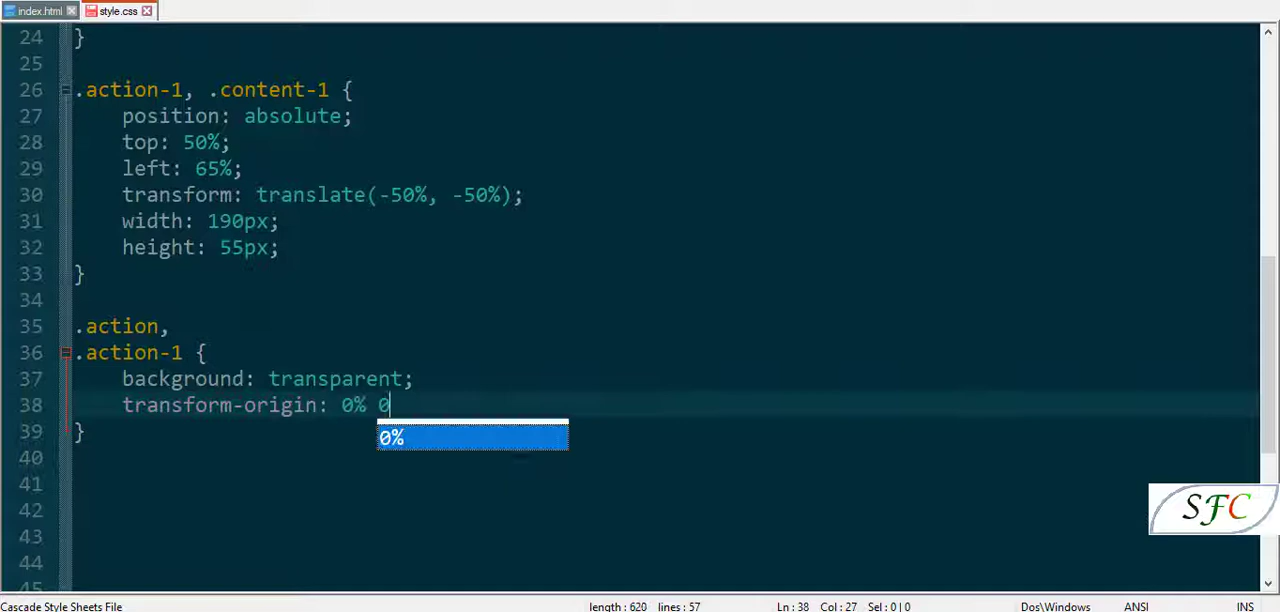 index.html style.css
24 }
25
26 .action-1, .content-1 {
27 position: absolute;
28 top: 50%;
29 left: 65%;
30 transform: translate(-50%, -50%);
31 width: 190px;
32 height: 55px;
33 }
34
35 .action,
36 .action-1 {
37 background: transparent;
38 transform-origin: 0% 0
0%
39 }
40
41
42
43
44
45
SFC
Cascade Style Sheets File length : 620 lines : 57 Ln : 38 Col : 27 Sel : 0 | 0 Dos\Windows ANSI INS